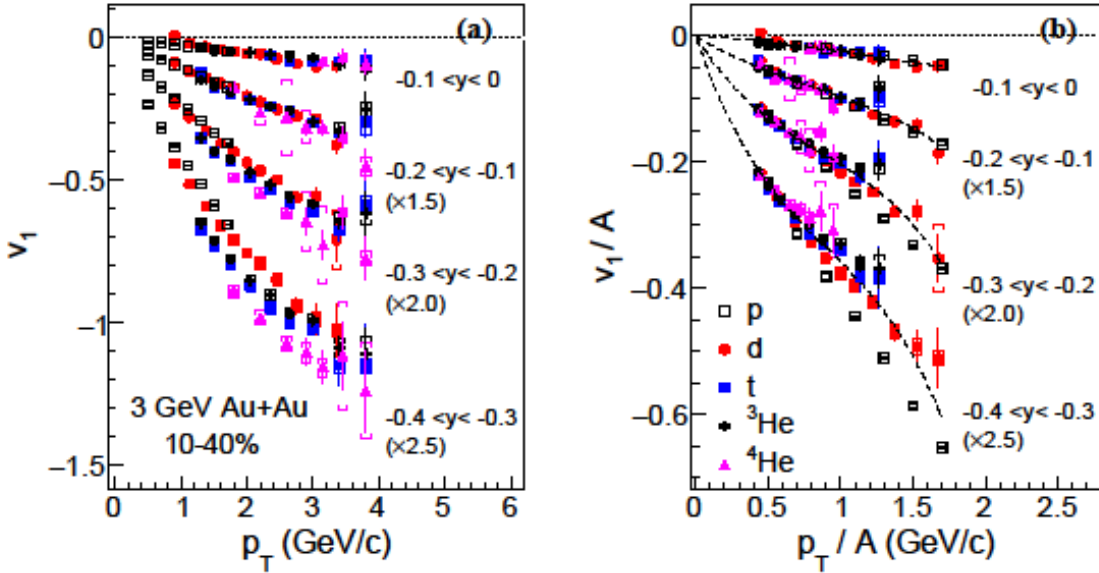 (a)
0
−0.5
−1
−1.5
v1
-0.1 <y< 0
-0.2 <y< -0.1
(×1.5)
-0.3 <y< -0.2
(×2.0)
-0.4 <y< -0.3
(×2.5)
3 GeV Au+Au
10-40%
0 1 2 3 4 5 6
pT (GeV/c)
(b)
0
−0.2
−0.4
−0.6
v1 / A
-0.1 <y< 0
-0.2 <y< -0.1
(×1.5)
-0.3 <y< -0.2
(×2.0)
-0.4 <y< -0.3
(×2.5)
p
d
t
3He
4He
0 0.5 1 1.5 2 2.5
pT / A (GeV/c)